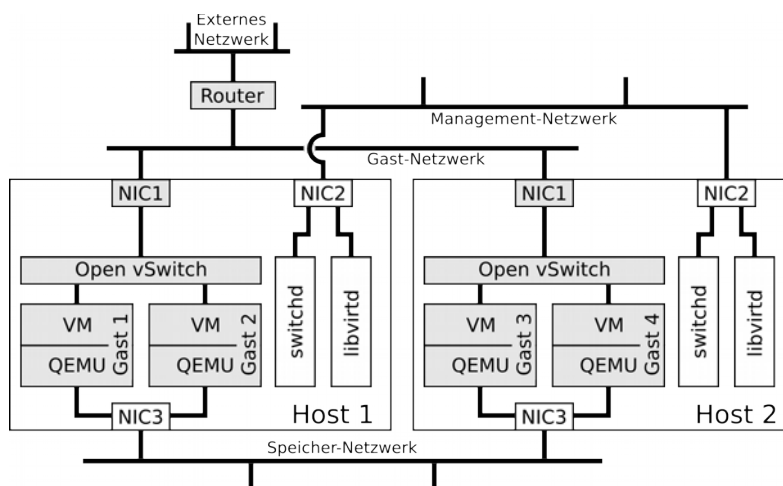 Externes
Netzwerk
Router
Management-Netzwerk
Gast-Netzwerk
NIC1
NIC2
NIC1
NIC2
Open vSwitch
Open vSwitch
VM
QEMU
Gast 1
VM
QEMU
Gast 2
switchd
libvirtd
VM
QEMU
Gast 3
VM
QEMU
Gast 4
switchd
libvirtd
NIC3
Host 1
NIC3
Host 2
Speicher-Netzwerk